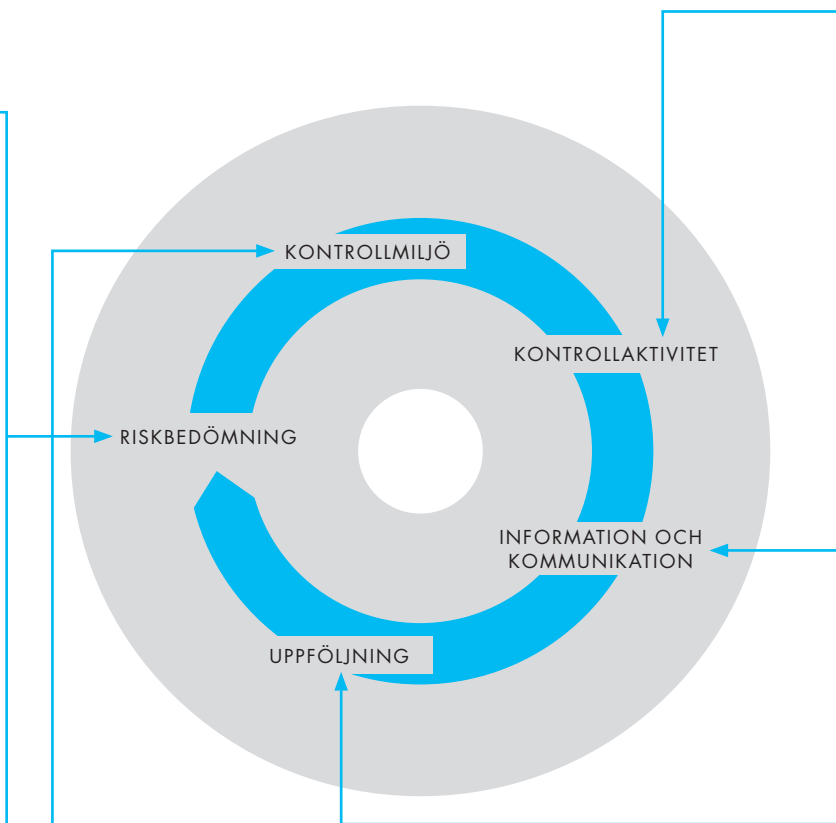 KONTROLLMILJÖ
KONTROLLAKTIVITET
RISKBEDÖMNING
INFORMATION OCH
KOMMUNIKATION
UPPFÖLJNING